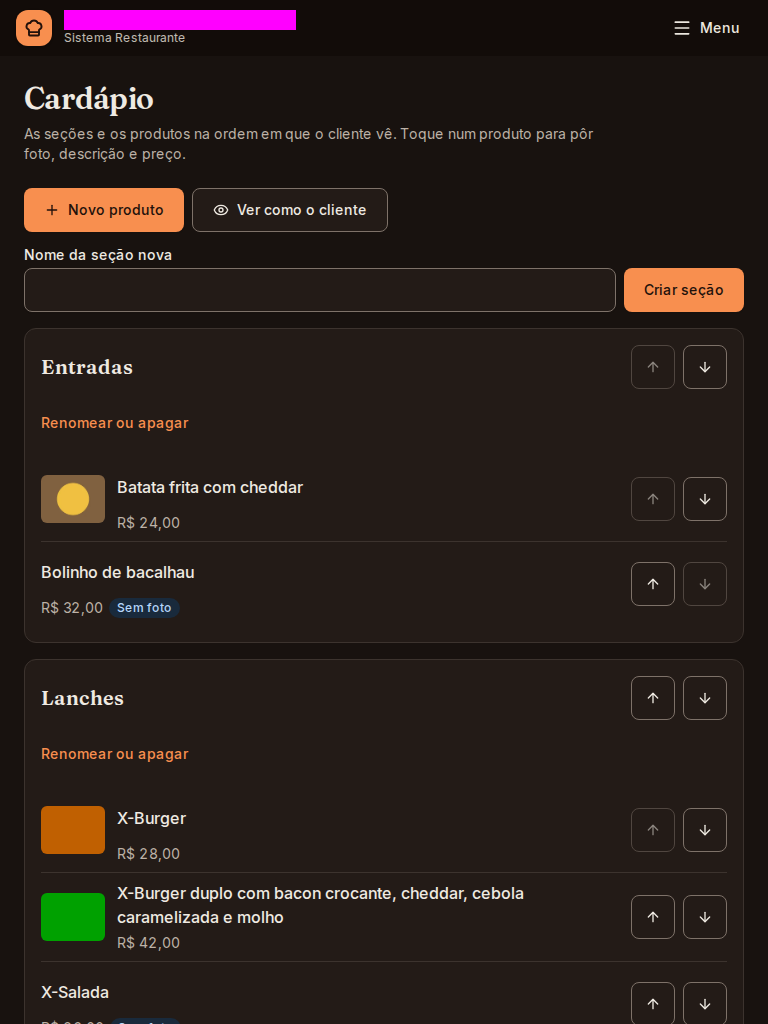 Sistema Restaurante
Menu
Cardápio
As seções e os produtos na ordem em que o cliente vê. Toque num produto para pôr
foto, descrição e preço.
Novo produto
Ver como o cliente
Nome da seção nova
Criar seção
Entradas
Renomear ou apagar
Batata frita com cheddar
R$ 24,00
Bolinho de bacalhau
R$ 32,00 Sem foto
Lanches
Renomear ou apagar
X-Burger
R$ 28,00
X-Burger duplo com bacon crocante, cheddar, cebola
caramelizada e molho
R$ 42,00
X-Salada